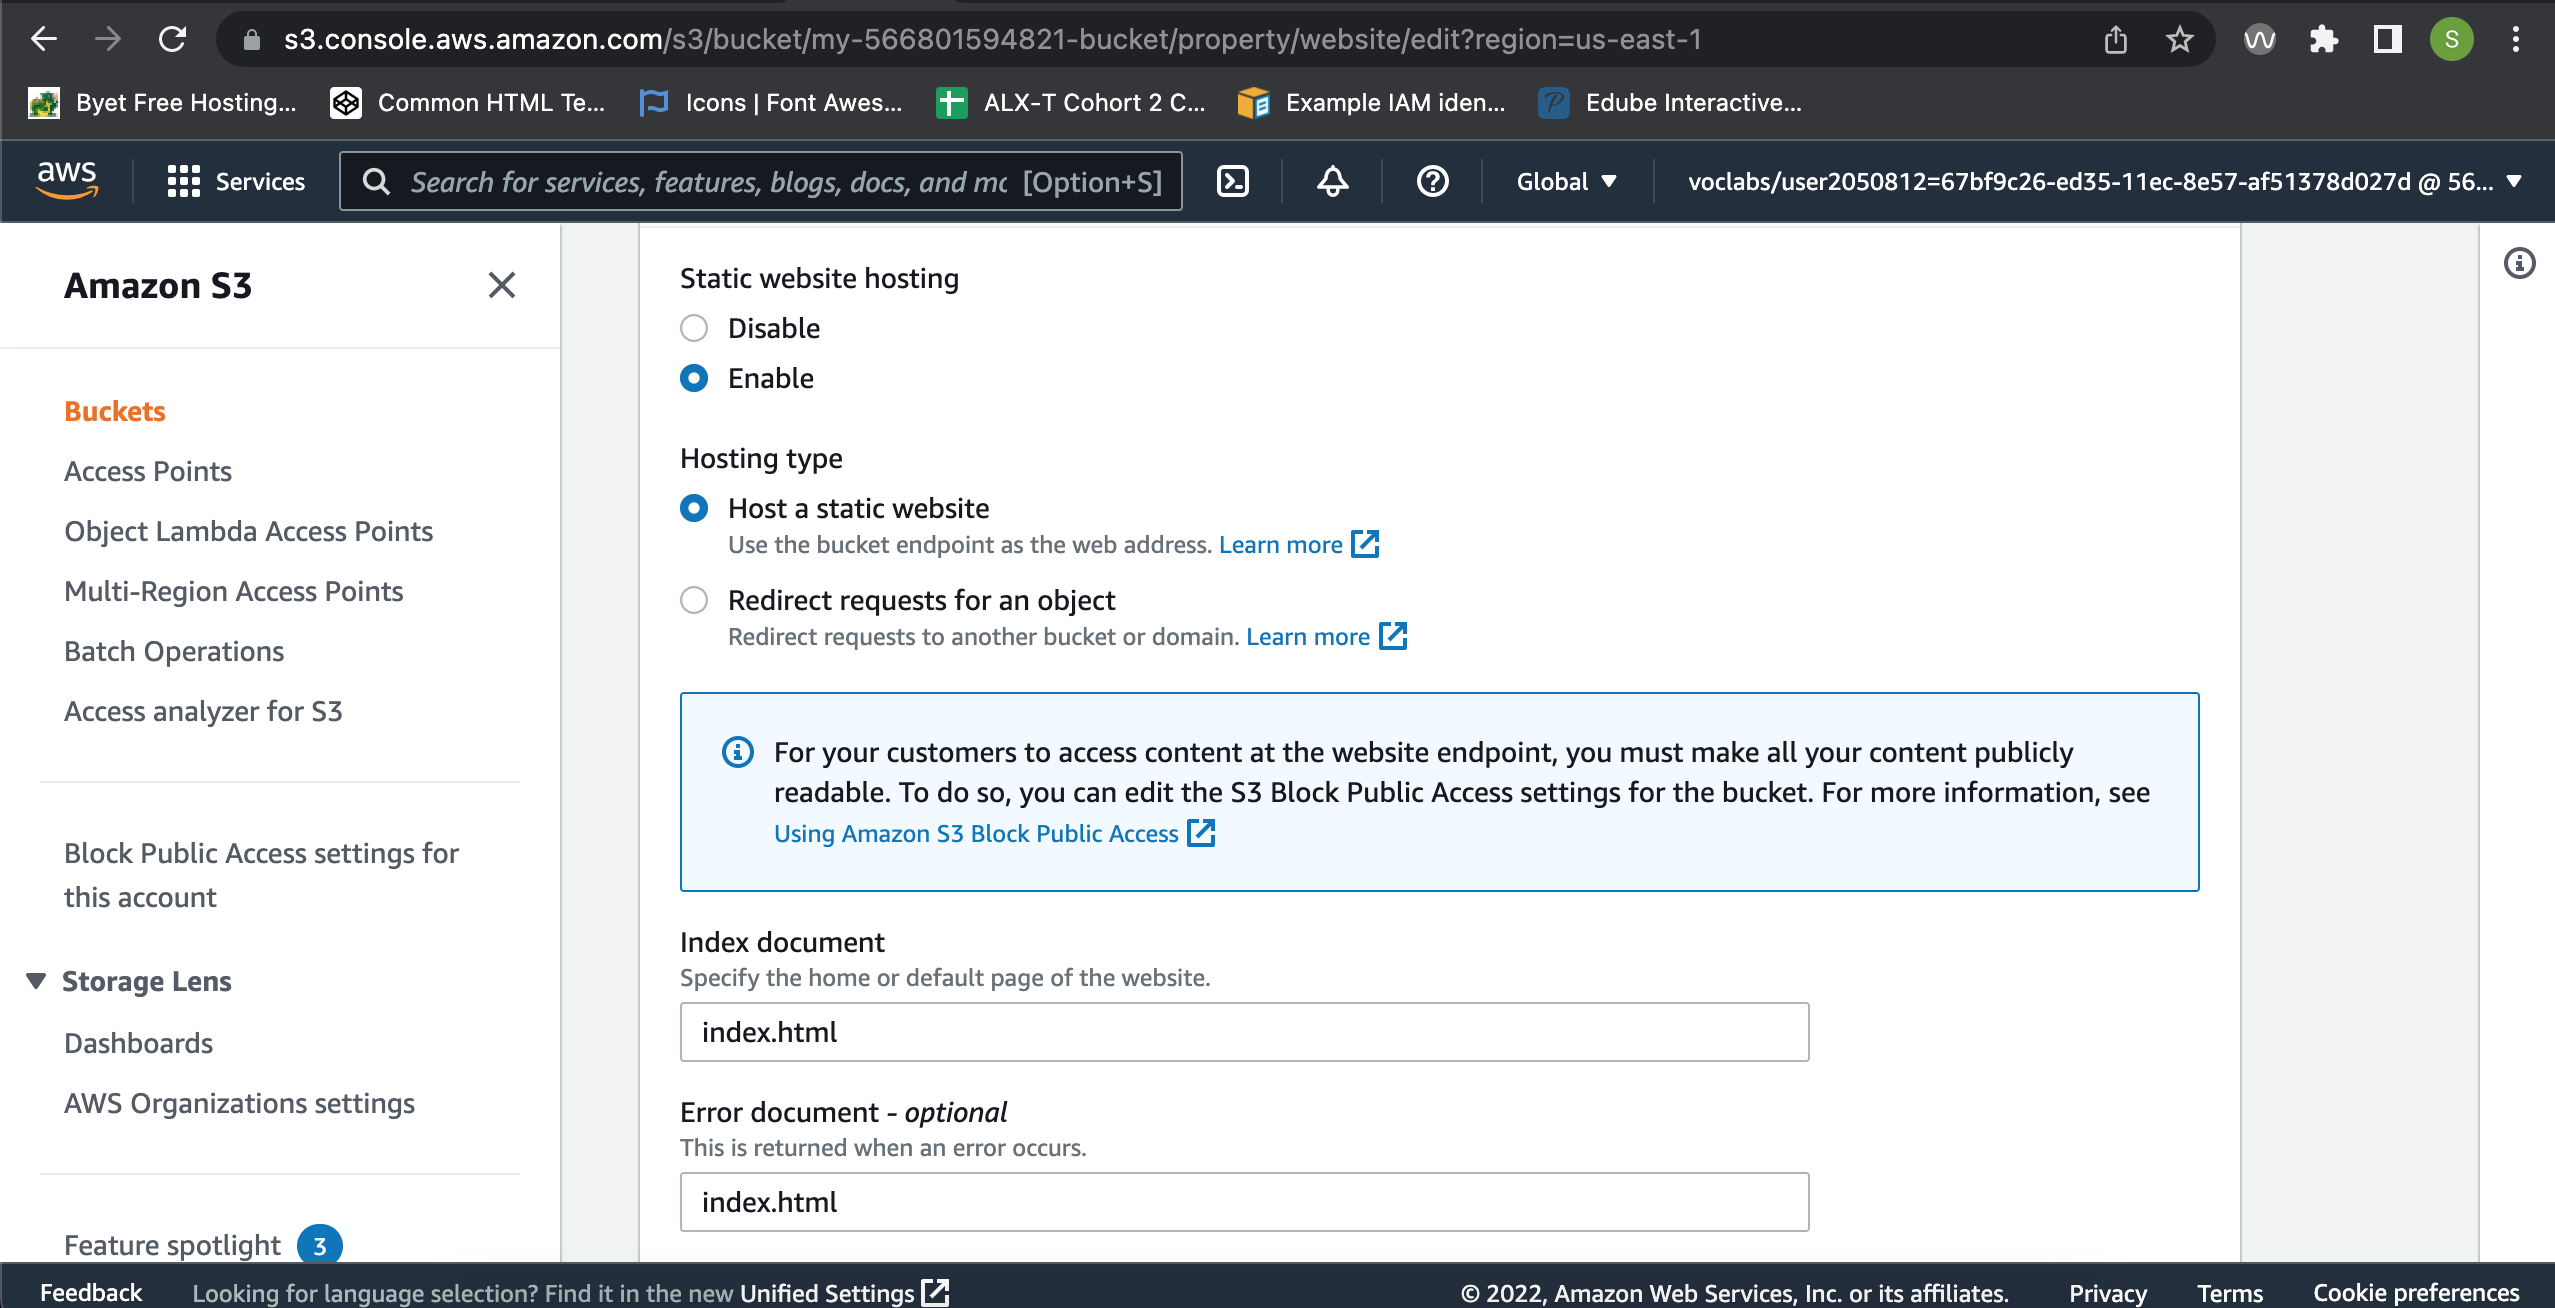 s3.console.aws.amazon.com/s3/bucket/my-566801594821-bucket/property/website/edit?region=us-east-1
S
Byet Free Hosting...
Common HTML Te...
Icons | Font Awes...
ALX-T Cohort 2 C...
Example IAM iden...
Edube Interactive...
aws
Services
Search for services, features, blogs, docs, and mc [Option+S]
Global
voclabs/user2050812=67bf9c26-ed35-11ec-8e57-af51378d027d @ 56...
Amazon S3
Buckets
Access Points
Object Lambda Access Points
Multi-Region Access Points
Batch Operations
Access analyzer for S3
Block Public Access settings for
this account
Storage Lens
Dashboards
AWS Organizations settings
Feature spotlight 3
Static website hosting
Disable
Enable
Hosting type
Host a static website
Use the bucket endpoint as the web address. Learn more
Redirect requests for an object
Redirect requests to another bucket or domain. Learn more
For your customers to access content at the website endpoint, you must make all your content publicly
readable. To do so, you can edit the S3 Block Public Access settings for the bucket. For more information, see
Using Amazon S3 Block Public Access
Index document
Specify the home or default page of the website.
index.html
Error document - optional
This is returned when an error occurs.
index.html
Feedback
Looking for language selection? Find it in the new Unified Settings
© 2022, Amazon Web Services, Inc. or its affiliates.
Privacy
Terms
Cookie preferences